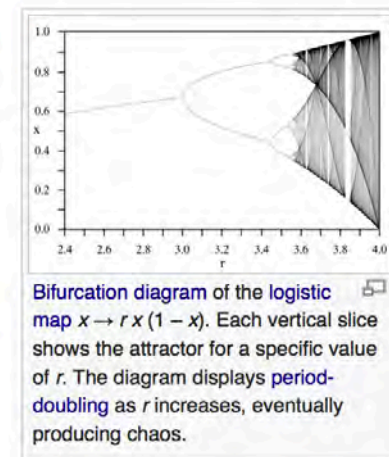 1.0
0.8
0.6
x
0.4
0.2
0.0
2.4 2.6 2.8 3.0 3.2 3.4 3.6 3.8 4.0
r
Bifurcation diagram of the logistic
map x → r x (1 – x). Each vertical slice
shows the attractor for a specific value
of r. The diagram displays period-
doubling as r increases, eventually
producing chaos.